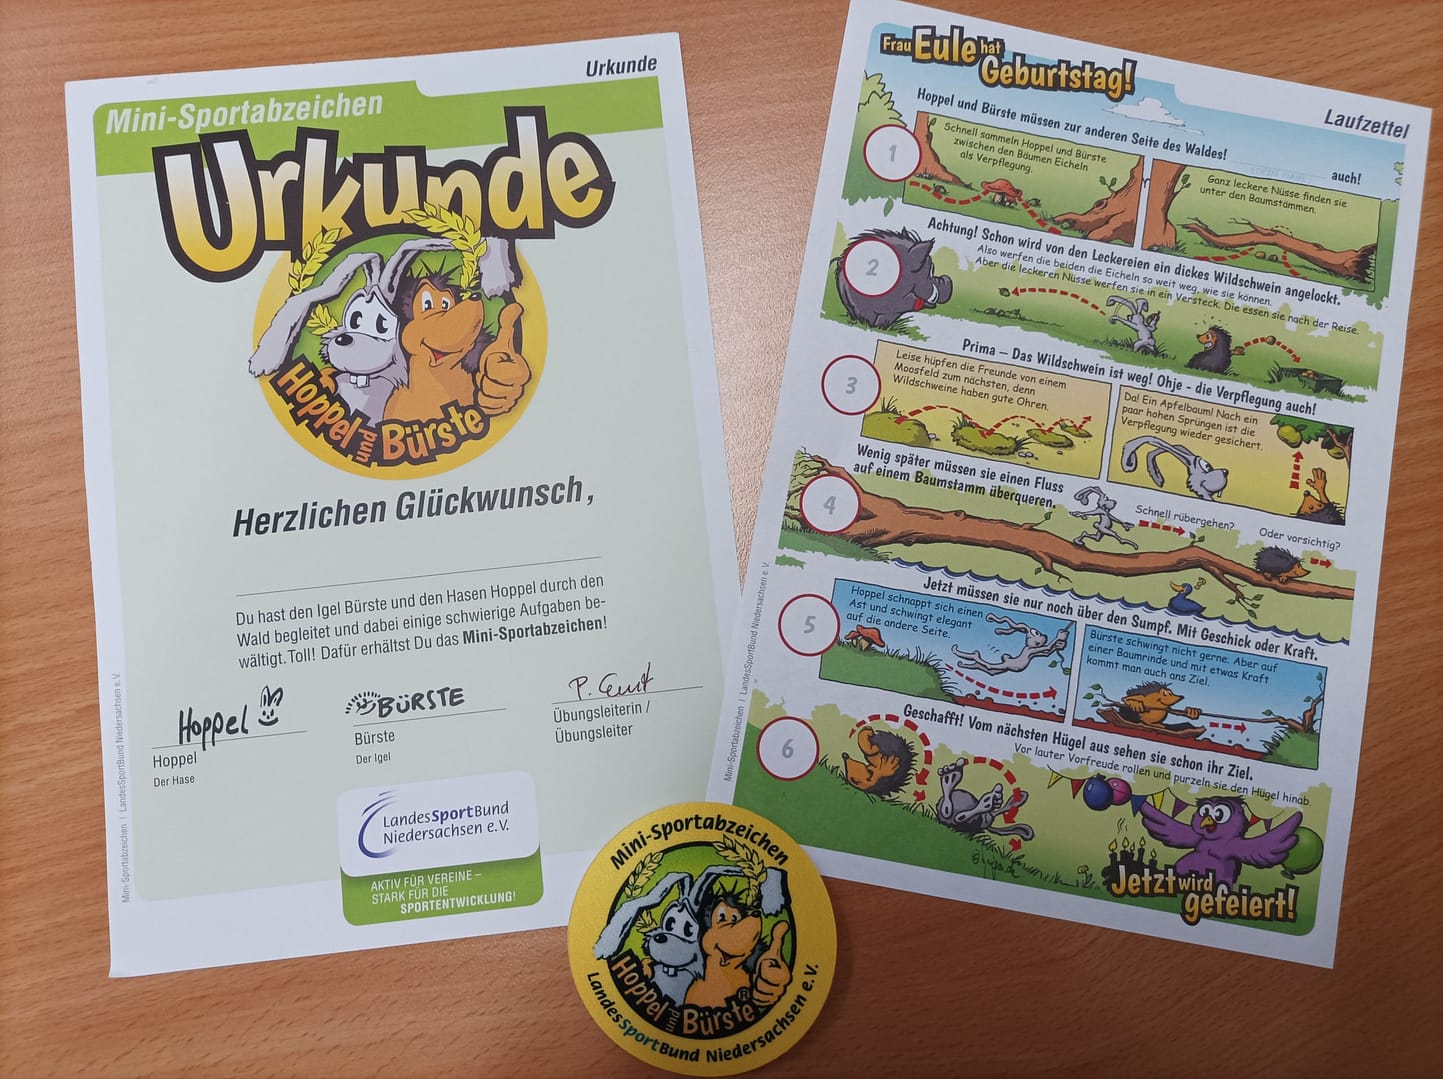 Urkunde
Mini-Sportabzeichen
Urkunde
Hoppel
und
Bürste
Herzlichen Glückwunsch,
Du hast den Igel Bürste und den Hasen Hoppel durch den
Wald begleitet und dabei einige schwierige Aufgaben be-
wältigt. Toll! Dafür erhältst Du das Mini-Sportabzeichen!
Hoppel
Hoppel
Der Hase
BÜRSTE
Bürste
Der Igel
Übungsleiterin /
Übungsleiter
LandesSportBund
Niedersachsen e.V.
AKTIV FÜR VEREINE –
STARK FÜR DIE
SPORTENTWICKLUNG!
Mini-Sportabzeichen | LandesSportBund Niedersachsen e. V.
Frau Eule hat
Geburtstag!
Laufzettel
Hoppel und Bürste müssen zur anderen Seite des Waldes!
auch!
1
Schnell sammeln Hoppel und Bürste
zwischen den Bäumen Eicheln
als Verpflegung.
Ganz leckere Nüsse finden sie
unter den Baumstämmen.
2
Achtung! Schon wird von den Leckereien ein dickes Wildschwein angelockt.
Also werfen die beiden die Eicheln so weit weg, wie sie können.
Aber die leckeren Nüsse werfen sie in ein Versteck. Die essen sie nach der Reise.
Prima – Das Wildschwein ist weg! Ohje - die Verpflegung auch!
3
Leise hüpfen die Freunde von einem
Moosfeld zum nächsten, denn
Wildschweine haben gute Ohren.
Da! Ein Apfelbaum! Nach ein
paar hohen Sprüngen ist die
Verpflegung wieder gesichert.
Wenig später müssen sie einen Fluss
auf einem Baumstamm überqueren.
4
Schnell rübergehen?
Oder vorsichtig?
Jetzt müssen sie nur noch über den Sumpf. Mit Geschick oder Kraft.
5
Hoppel schnappt sich einen
Ast und schwingt elegant
auf die andere Seite.
Bürste schwingt nicht gerne. Aber auf
einer Baumrinde und mit etwas Kraft
kommt man auch ans Ziel.
Geschafft! Vom nächsten Hügel aus sehen sie schon ihr Ziel.
Vor lauter Vorfreude rollen und purzeln sie den Hügel hinab.
6
Jetzt wird
gefeiert!
Mini-Sportabzeichen | LandesSportBund Niedersachsen e. V.
Mini-Sportabzeichen
Hoppel
und
Bürste®
LandesSportBund Niedersachsen e.V.